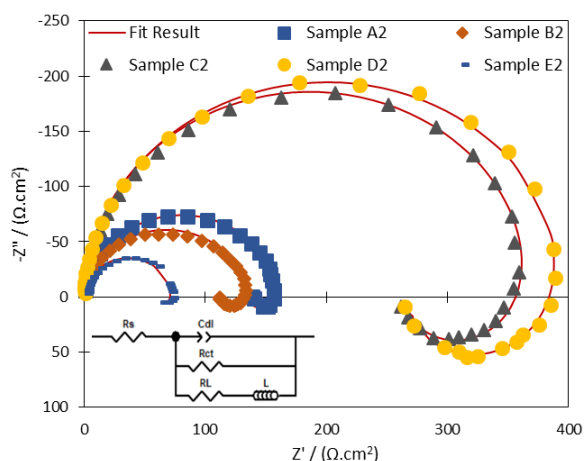 -250
Fit Result
Sample A2
Sample B2
Sample C2
Sample D2
Sample E2
-200
-150
-100
-50
0
50
100
-Z" / (Ω.cm²)
Rs
Cdl
Rct
RL
L
0
100
200
300
400
Z' / (Ω.cm²)